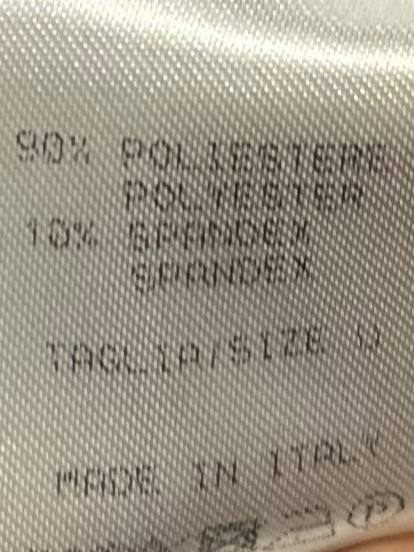 90% POLIESTERE
POLYESTER
10% SPANDEX
SPANDEX
TAGLIA/SIZE U
MADE IN ITALY
P